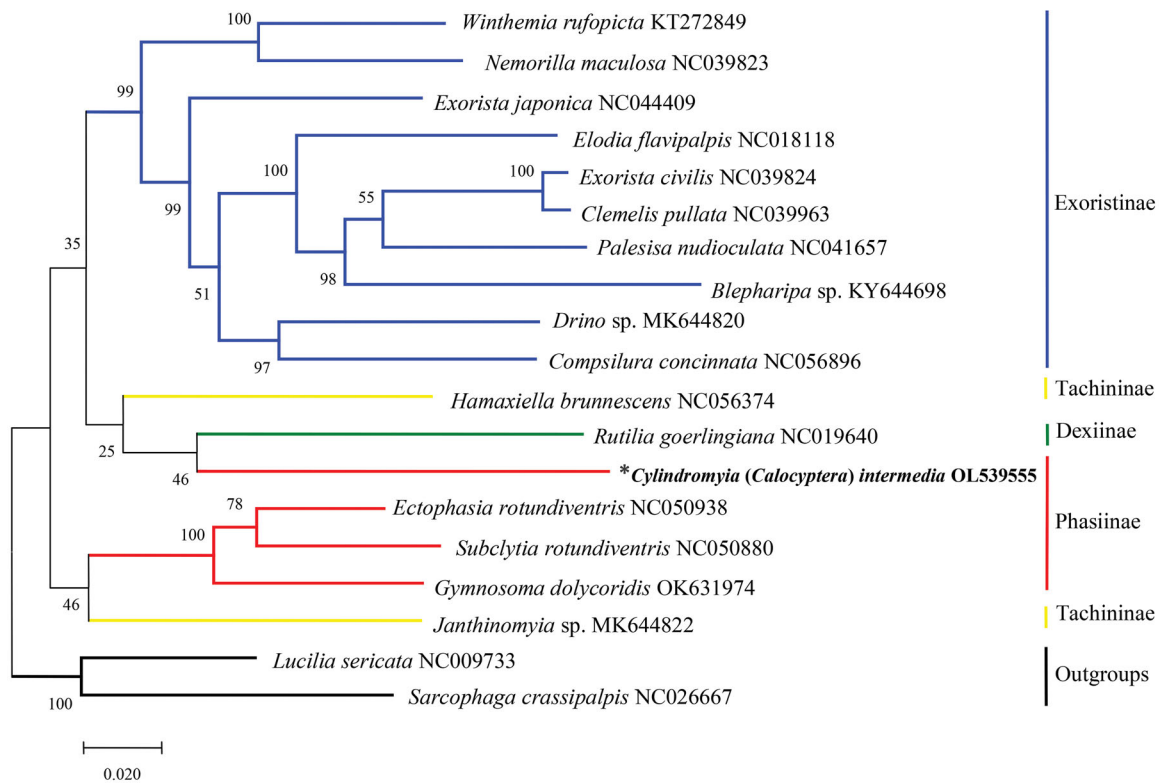 100
Winthemia rufopicta KT272849
Nemorilla maculosa NC039823
99
Exorista japonica NC044409
Elodia flavipalpis NC018118
100
100
Exorista civilis NC039824
55
Clemelis pullata NC039963
Exoristinae
99
35
Palesisa nudioculata NC041657
98
Blepharipa sp. KY644698
51
Drino sp. MK644820
97
Compsilura concinnata NC056896
Hamaxiella brunnescens NC056374
Tachininae
25
Rutilia goerlingiana NC019640
Dexiinae
46
*Cylindromyia (Calocyptera) intermedia OL539555
78
Ectophasia rotundiventris NC050938
Phasiinae
100
Subclytia rotundiventris NC050880
Gymnosoma dolycoridis OK631974
46
Janthinomyia sp. MK644822
Tachininae
Lucilia sericata NC009733
Outgroups
100
Sarcophaga crassipalpis NC026667
0.020